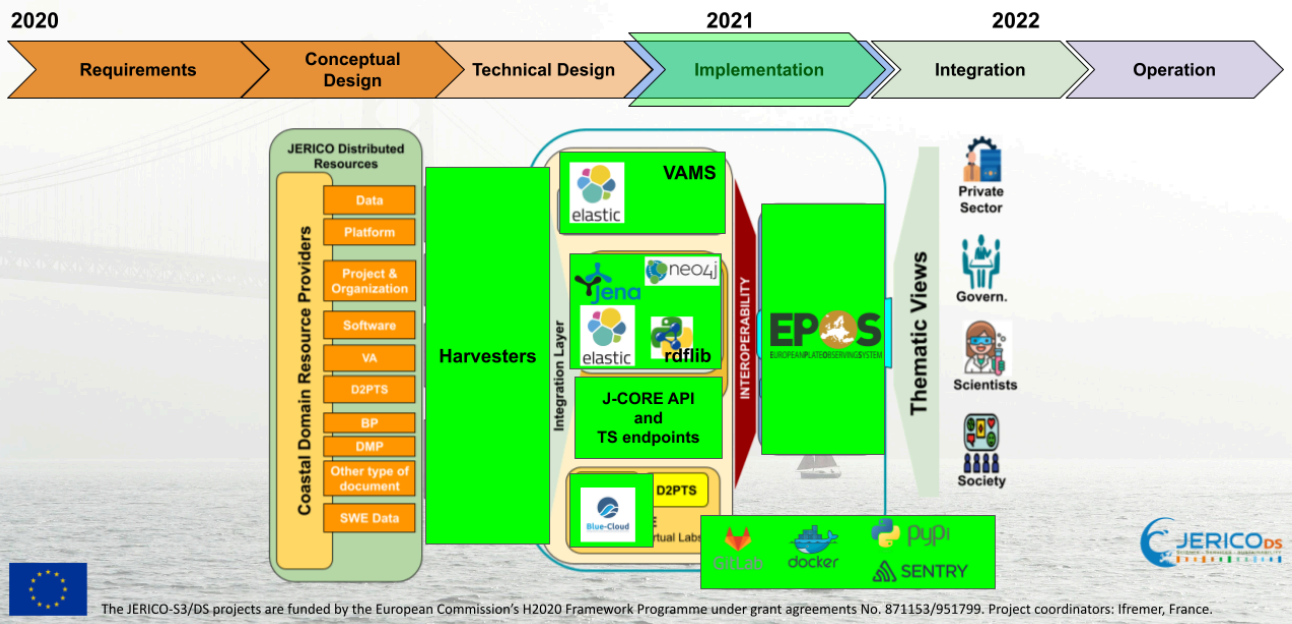 2020
2021
2022
Requirements
Conceptual
Design
Technical Design
Implementation
Integration
Operation
JERICO Distributed
Resources
Coastal Domain Resource Providers
Data
Platform
Project &
Organization
Software
VA
D2PTS
BP
DMP
Other type of
document
SWE Data
Harvesters
Integration Layer
VAMS
elastic
Jena
neo4j
elastic
rdflib
J-CORE API
and
TS endpoints
Blue-Cloud
D2PTS
E
rtual Labs
INTEROPERABILITY
EPOS
EUROPEANPLATEOBSERVINGSYSTEM
Thematic Views
Private
Sector
Govern.
Scientists
Society
GitLab
docker
pypi
SENTRY
JERICO DS
The JERICO-S3/DS projects are funded by the European Commission's H2020 Framework Programme under grant agreements No. 871153/951799. Project coordinators: Ifremer, France.